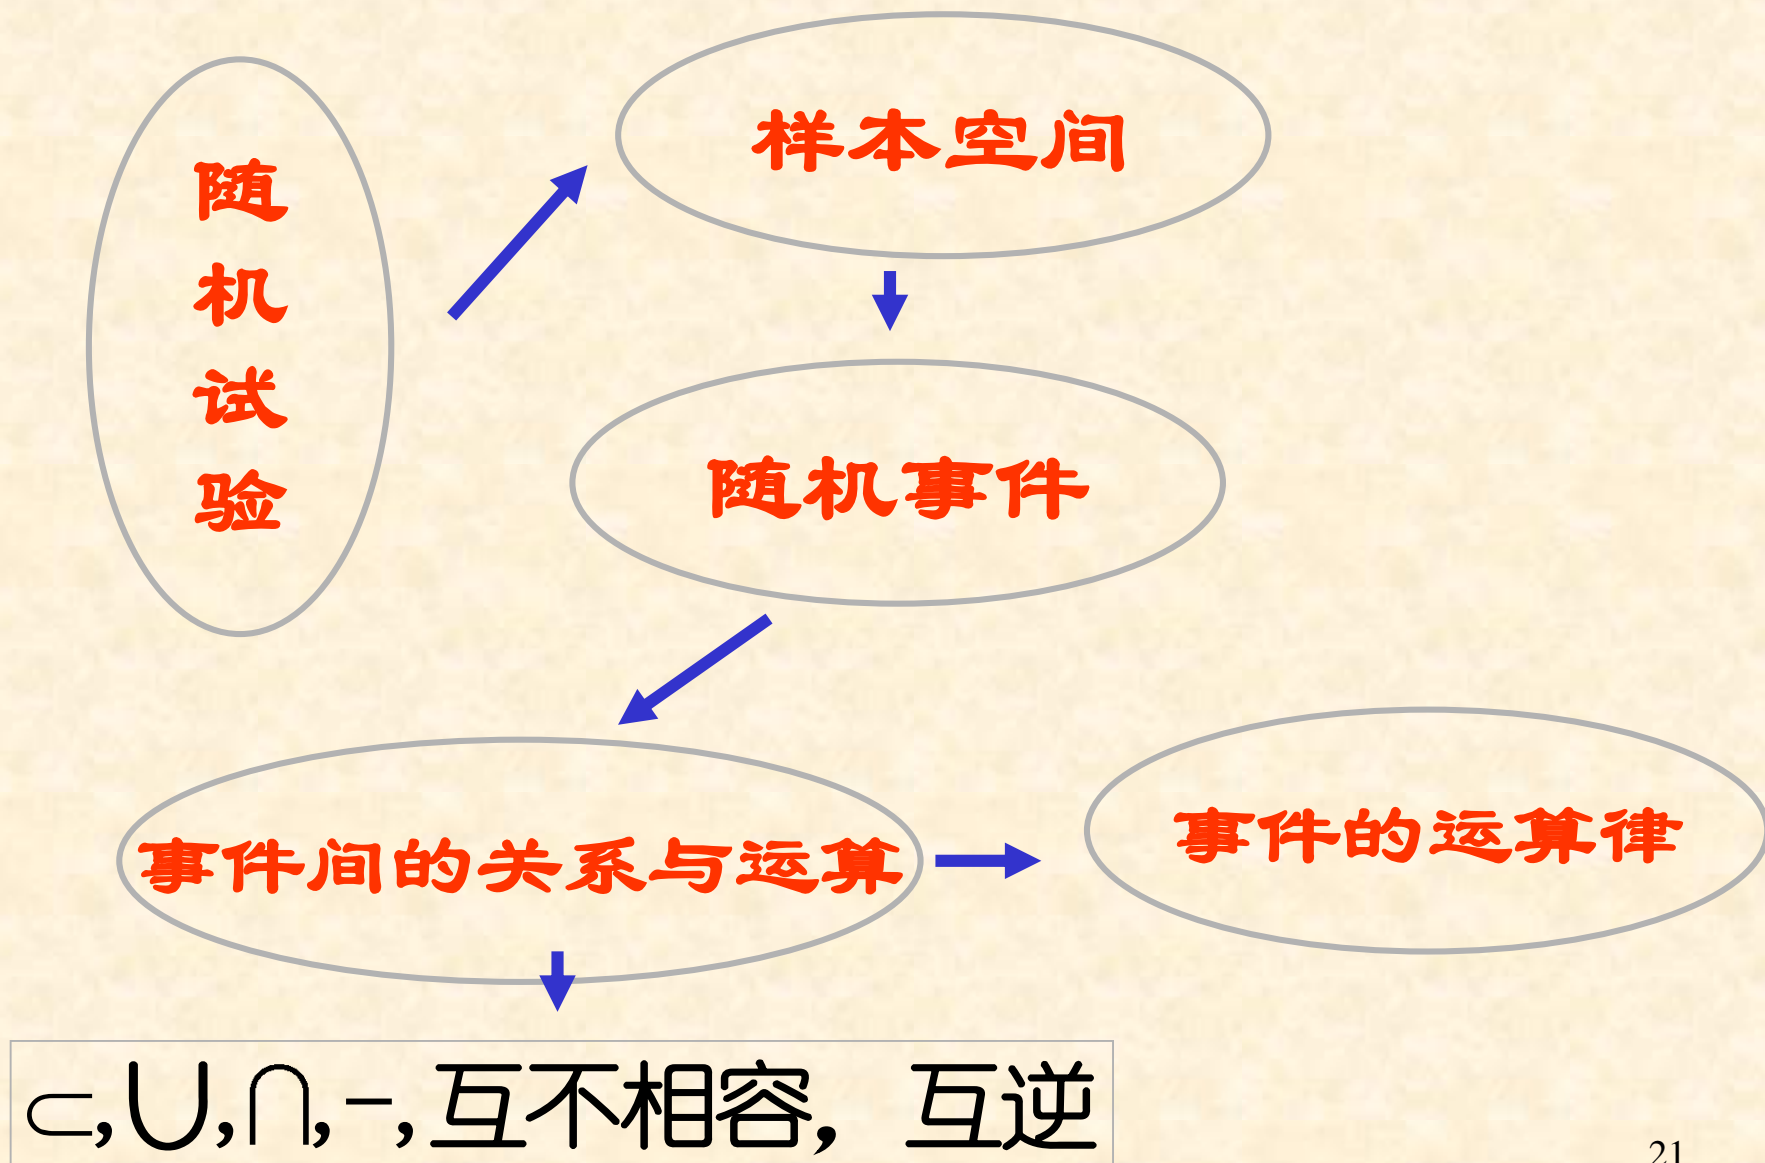 样本空间
随
机
试
验
随机事件
事件间的关系与运算
事件的运算律
⊂,∪,∩,−,互不相容，互逆
21